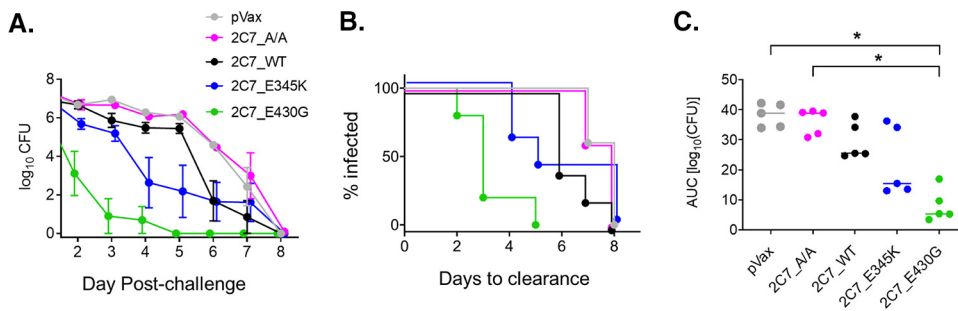 A.
pVax
2C7_A/A
2C7_WT
2C7_E345K
2C7_E430G
log10 CFU
8
6
4
2
0
2 3 4 5 6 7 8
Day Post-challenge
B.
% infected
100
50
0
0 2 4 6 8
Days to clearance
C.
*
*
AUC [log10(CFU)]
50
40
30
20
10
0
pVax
2C7_A/A
2C7_WT
2C7_E345K
2C7_E430G